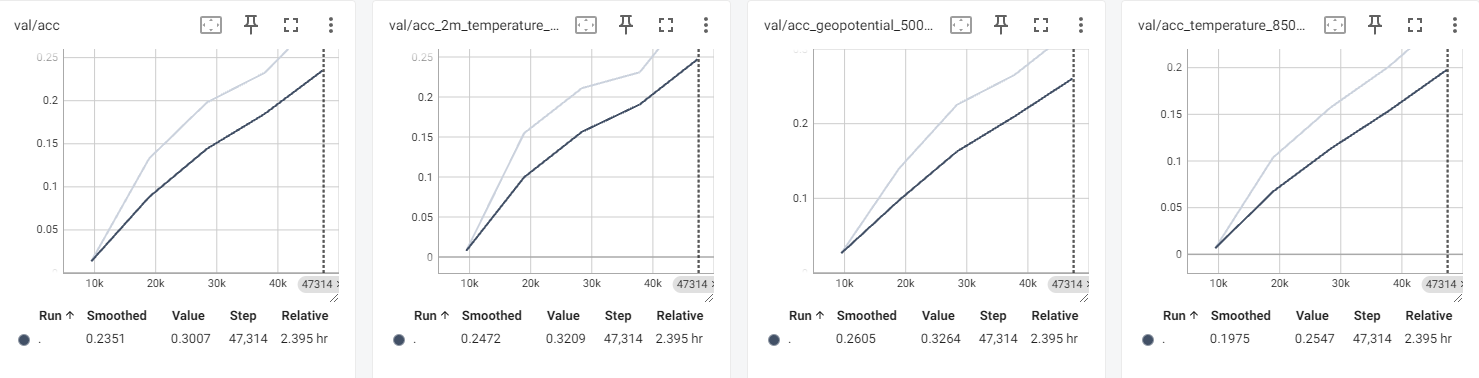 val/acc
0.25
0.2
0.15
0.1
0.05
10k 20k 30k 40k 47314
Run ↑ Smoothed Value Step Relative
. 0.2351 0.3007 47,314 2.395 hr
val/acc_2m_temperature_...
0.25
0.2
0.15
0.1
0.05
0
10k 20k 30k 40k 47314
Run ↑ Smoothed Value Step Relative
. 0.2472 0.3209 47,314 2.395 hr
val/acc_geopotential_500...
0.2
0.1
10k 20k 30k 40k 47314
Run ↑ Smoothed Value Step Relative
. 0.2605 0.3264 47,314 2.395 hr
val/acc_temperature_850...
0.2
0.15
0.1
0.05
0
10k 20k 30k 40k 47314
Run ↑ Smoothed Value Step Relative
. 0.1975 0.2547 47,314 2.395 hr